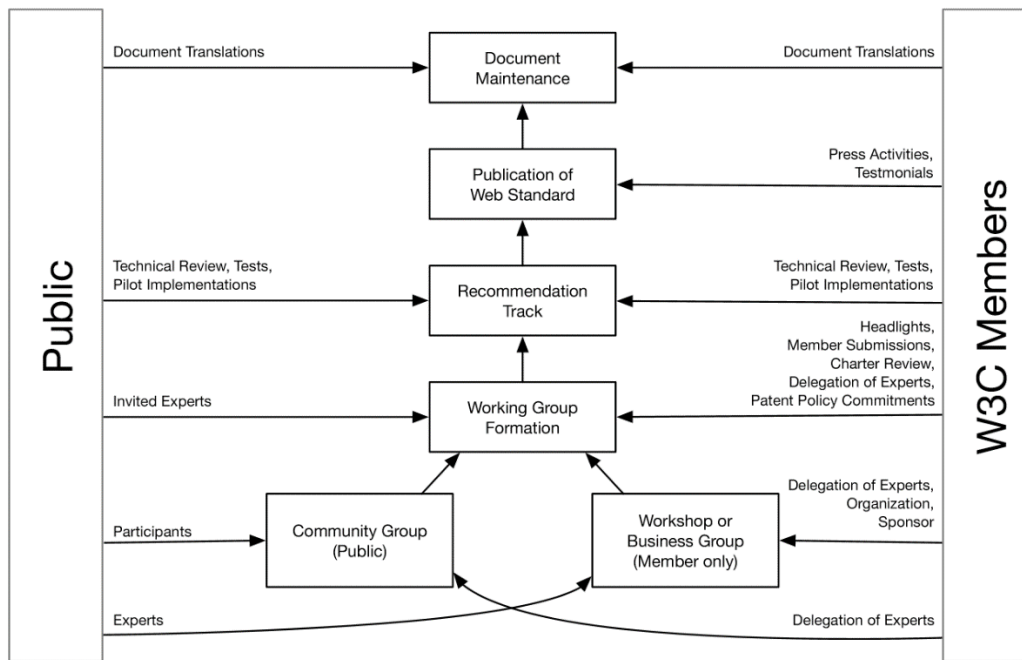 Public
W3C Members
Document Translations
Document
Maintenance
Document Translations
Publication of
Web Standard
Press Activities,
Testimonials
Technical Review, Tests,
Pilot Implementations
Recommendation
Track
Technical Review, Tests,
Pilot Implementations
Headlights,
Member Submissions,
Charter Review,
Delegation of Experts,
Patent Policy Commitments
Invited Experts
Working Group
Formation
Delegation of Experts,
Organization,
Sponsor
Participants
Community Group
(Public)
Workshop or
Business Group
(Member only)
Experts
Delegation of Experts